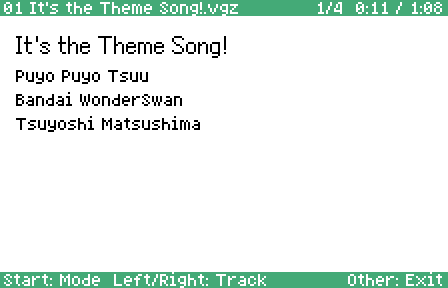 01 It's the Theme Song!.vgz 1/4 0:11 / 1:08
It's the Theme Song!
Puyo Puyo Tsuu
Bandai WonderSwan
Tsuyoshi Matsushima
Start: Mode Left/Right: Track Other: Exit